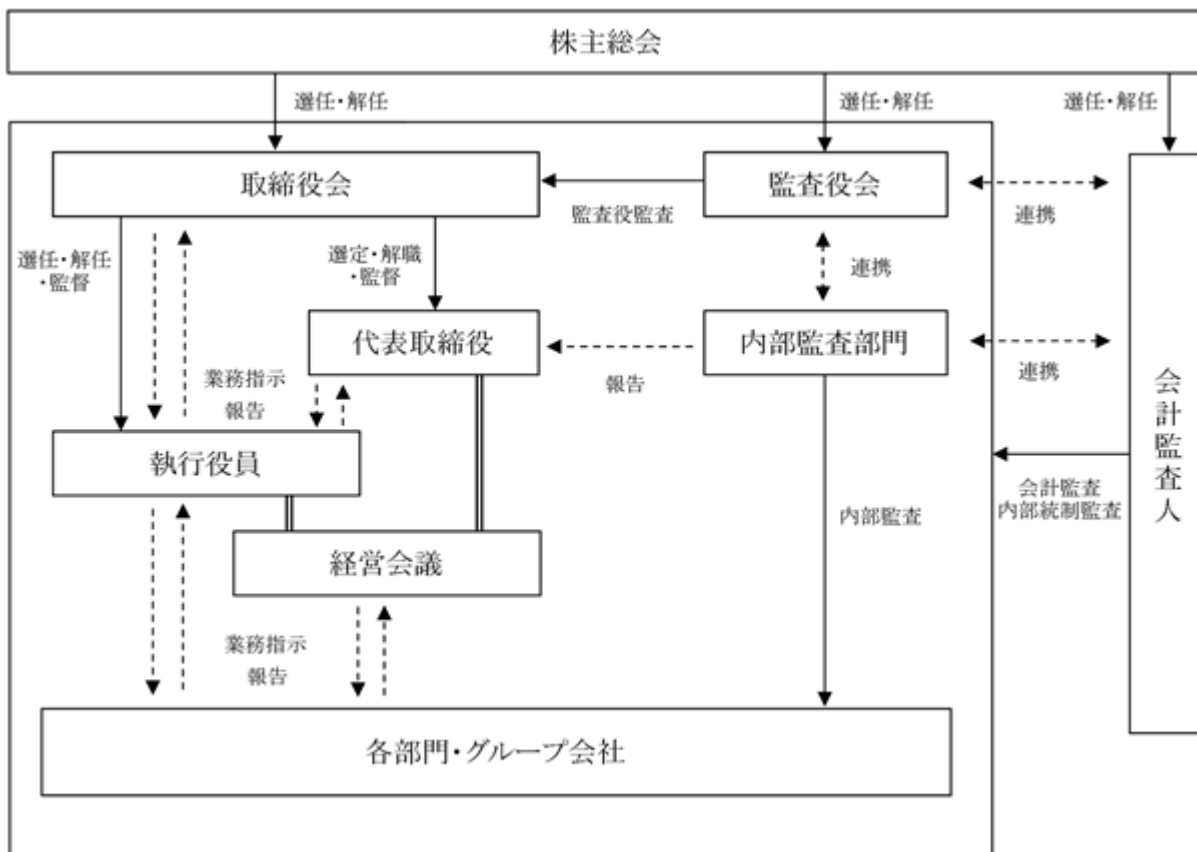 株主総会
選任・解任
選任・解任
選任・解任
取締役会
監査役会
監査役監査
連携
選任・解任
・監督
選定・解職
・監督
連携
代表取締役
内部監査部門
業務指示
報告
報告
連携
会計監査人
執行役員
会計監査
内部統制監査
内部監査
経営会議
業務指示
報告
各部門・グループ会社